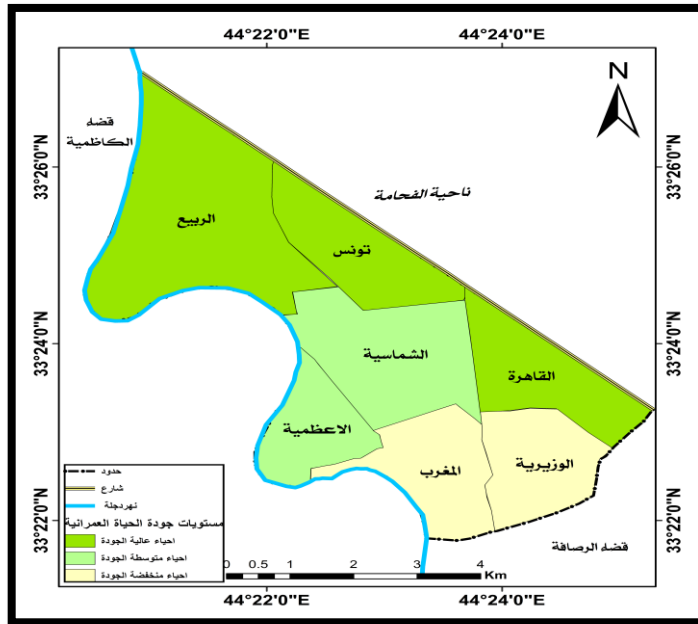 44°22'0"E 44°24'0"E
N
قضاء
الكاظمية
33°26'0"N
33°26'0"N
ناحية الفحامة
الربيع
تونس
33°24'0"N
33°24'0"N
الشماسية
القاهرة
الاعظمية
المغرب
الوزيرية
33°22'0"N
33°22'0"N
قضاء الرصافة
حدود
شارع
نهردجلة
مستويات جودة الحياة العمرانية
احياء عالية الجودة
احياء متوسطة الجودة
احياء منخفضة الجودة
0 0.5 1 2 3 4
Km
44°22'0"E 44°24'0"E